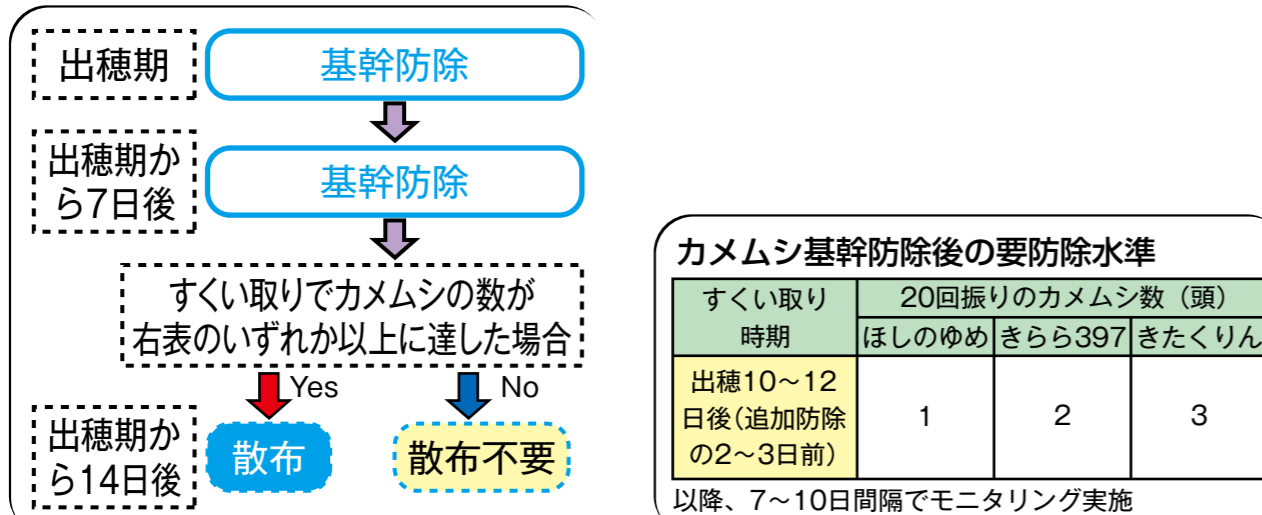 出穂期
基幹防除
出穂期か
ら7日後
基幹防除
すくい取りでカメムシの数が
右表のいずれか以上に達した場合
Yes
No
出穂期か
ら14日後
散布
散布不要
カメムシ基幹防除後の要防除水準
すくい取り
時期
20回振りのカメムシ数（頭）
ほしのゆめ
きらら397
きたくりん
出穂10～12
日後（追加防除
の2～3日前）
1
2
3
以降、7～10日間隔でモニタリング実施